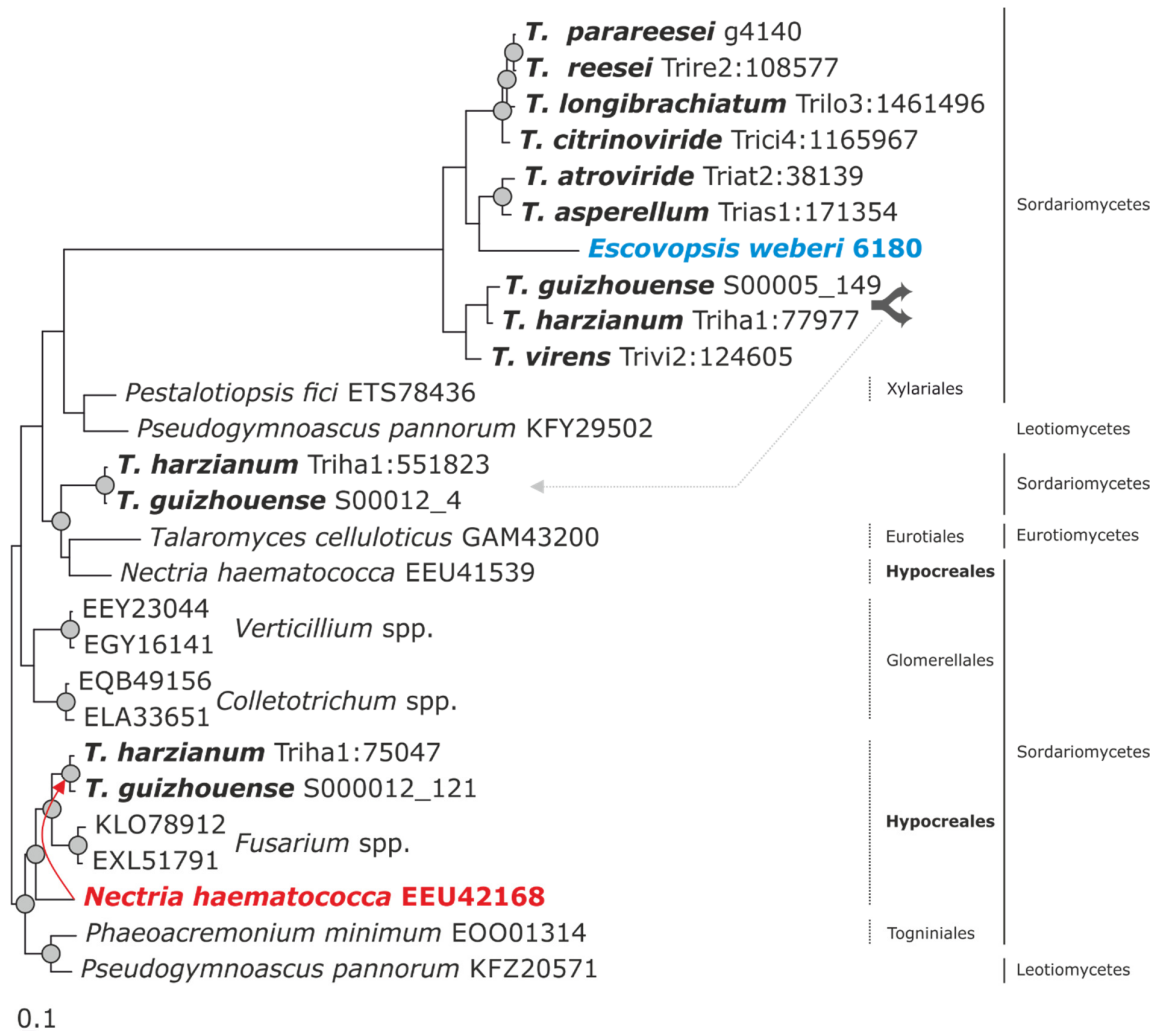 T. parareesei g4140
T. reesei Trire2:108577
T. longibrachiatum Trilo3:1461496
T. citrinoviride Trici4:1165967
T. atroviride Triat2:38139
T. asperellum Trias1:171354
Sordariomycetes
Escovopsis weberi 6180
T. guizhouense S00005_149
T. harzianum Triha1:77977
T. virens Trivi2:124605
Pestalotiopsis fici ETS78436
Xylariales
Pseudogymnoascus pannorum KFY29502
Leotiomycetes
T. harzianum Triha1:551823
Sordariomycetes
T. guizhouense S00012_4
Talaromyces celluloticus GAM43200
Eurotiales
Eurotiomycetes
Nectria haematococca EEU41539
Hypocreales
EEY23044
Verticillium spp.
EGY16141
Glomerellales
EQB49156
Colletotrichum spp.
ELA33651
T. harzianum Triha1:75047
Sordariomycetes
T. guizhouense S000012_121
KLO78912
Hypocreales
Fusarium spp.
EXL51791
Nectria haematococca EEU42168
Phaeoacremonium minimum EOO01314
Togniniales
Pseudogymnoascus pannorum KFZ20571
Leotiomycetes
0.1